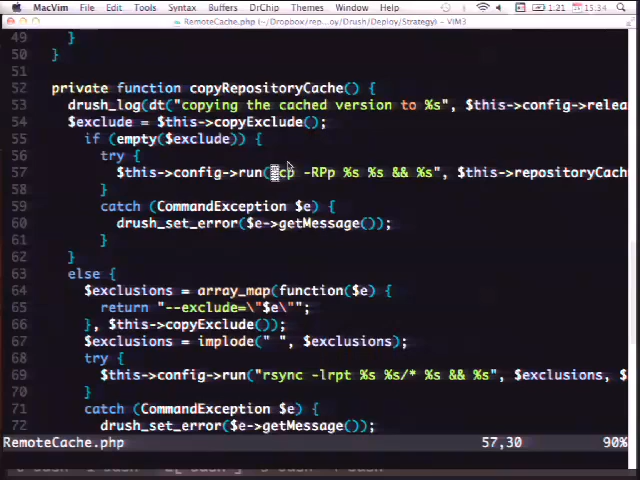 MacVim File Edit Tools Syntax Buffers DrChip Themes Window Help 1.21 15.34
RemoteCache.php (~/Dropbox/rep...oy/Drush/Deploy/Strategy) – VIM3
49 }
50 }
51
52 private function copyRepositoryCache() {
53 drush_log(dt("copying the cached version to %s", $this->config->relea
54 $exclude = $this->copyExclude();
55 if (empty($exclude)) {
56 try {
57 $this->config->run("cp -RPp %s %s && %s", $this->repositoryCach
58 }
59 catch (CommandException $e) {
60 drush_set_error($e->getMessage());
61 }
62 }
63 else {
64 $exclusions = array_map(function($e) {
65 return "--exclude=\"$e\"";
66 }, $this->copyExclude());
67 $exclusions = implode(" ", $exclusions);
68 try {
69 $this->config->run("rsync -lrpt %s %s/* %s && %s", $exclusions, $
70 }
71 catch (CommandException $e) {
72 drush_set_error($e->getMessage());
RemoteCache.php 57,30 90%